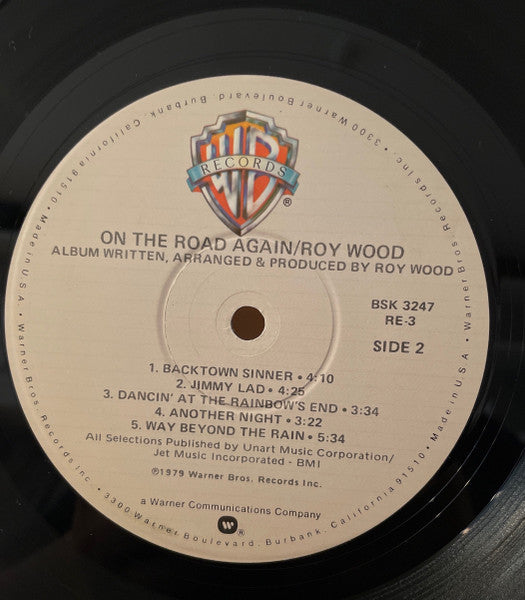 WB
RECORDS
®
ON THE ROAD AGAIN/ROY WOOD
ALBUM WRITTEN, ARRANGED & PRODUCED BY ROY WOOD
BSK 3247
RE-3
SIDE 2
1. BACKTOWN SINNER • 4:10
2. JIMMY LAD • 4:25
3. DANCIN' AT THE RAINBOW'S END • 3:34
4. ANOTHER NIGHT • 3:22
5. WAY BEYOND THE RAIN • 5:34
All Selections Published by Unart Music Corporation/
Jet Music Incorporated - BMI
℗1979 Warner Bros. Records Inc.
a Warner Communications Company
®
Warner Bros. Records Inc. • 3300 Warner Boulevard, Burbank, California 91510 • Made in U.S.A. • Warner Bros. Records Inc. • 3300 Warner Boulevard, Burbank, California 91510 • Made in U.S.A. •